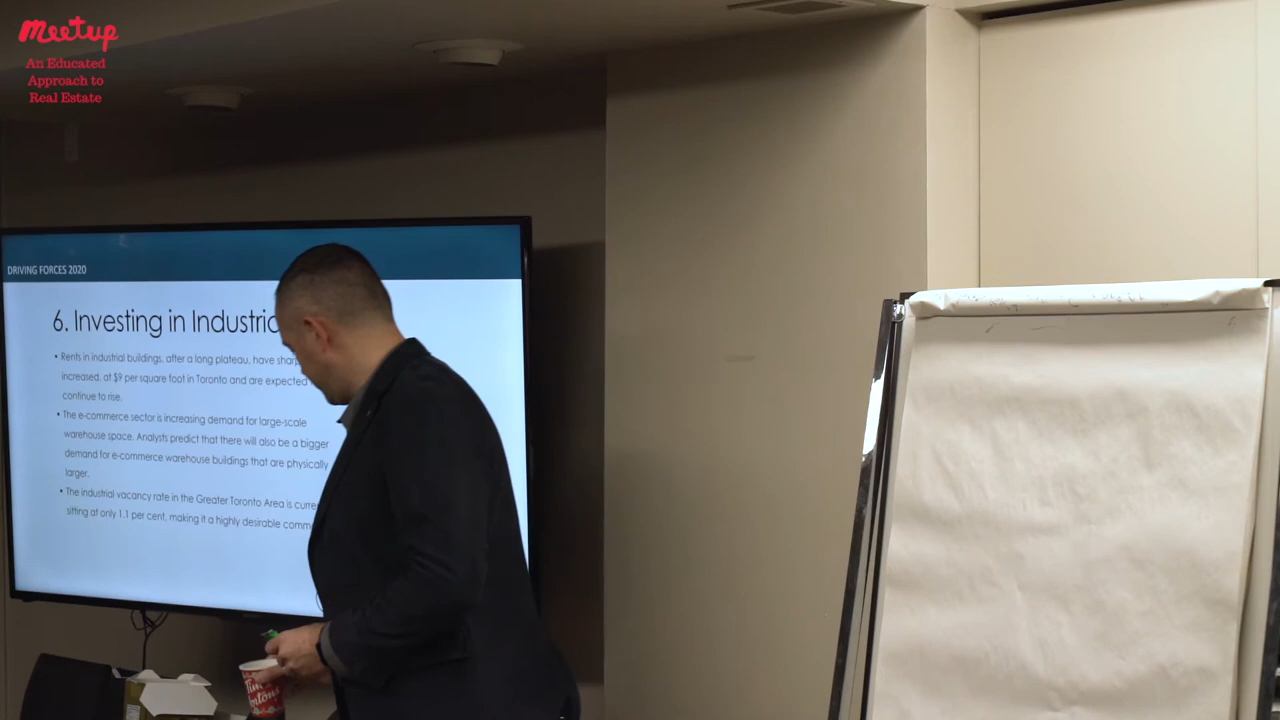 meetup
An Educated
Approach to
Real Estate
DRIVING FORCES 2020
6. Investing in Industri
• Rents in industrial buildings, after a long plateau, have
increased, at $9 per square foot in Toronto and are expected
continue to rise.
• The e-commerce sector is increasing demand for large-scale
warehouse space. Analysts predict that there will also be a bigger
demand for e-commerce warehouse buildings that are physically
larger.
• The industrial vacancy rate in the Greater Toronto Area is
sitting at only 1.1 per cent, making it a highly desirable
Tim
Hortons